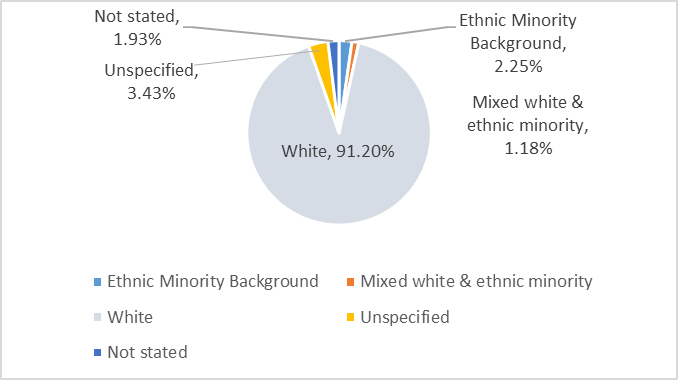 Not stated,
1.93%
Ethnic Minority
Background,
2.25%
Unspecified,
3.43%
Mixed white &
ethnic minority,
1.18%
White, 91.20%
Ethnic Minority Background
Mixed white & ethnic minority
White
Unspecified
Not stated